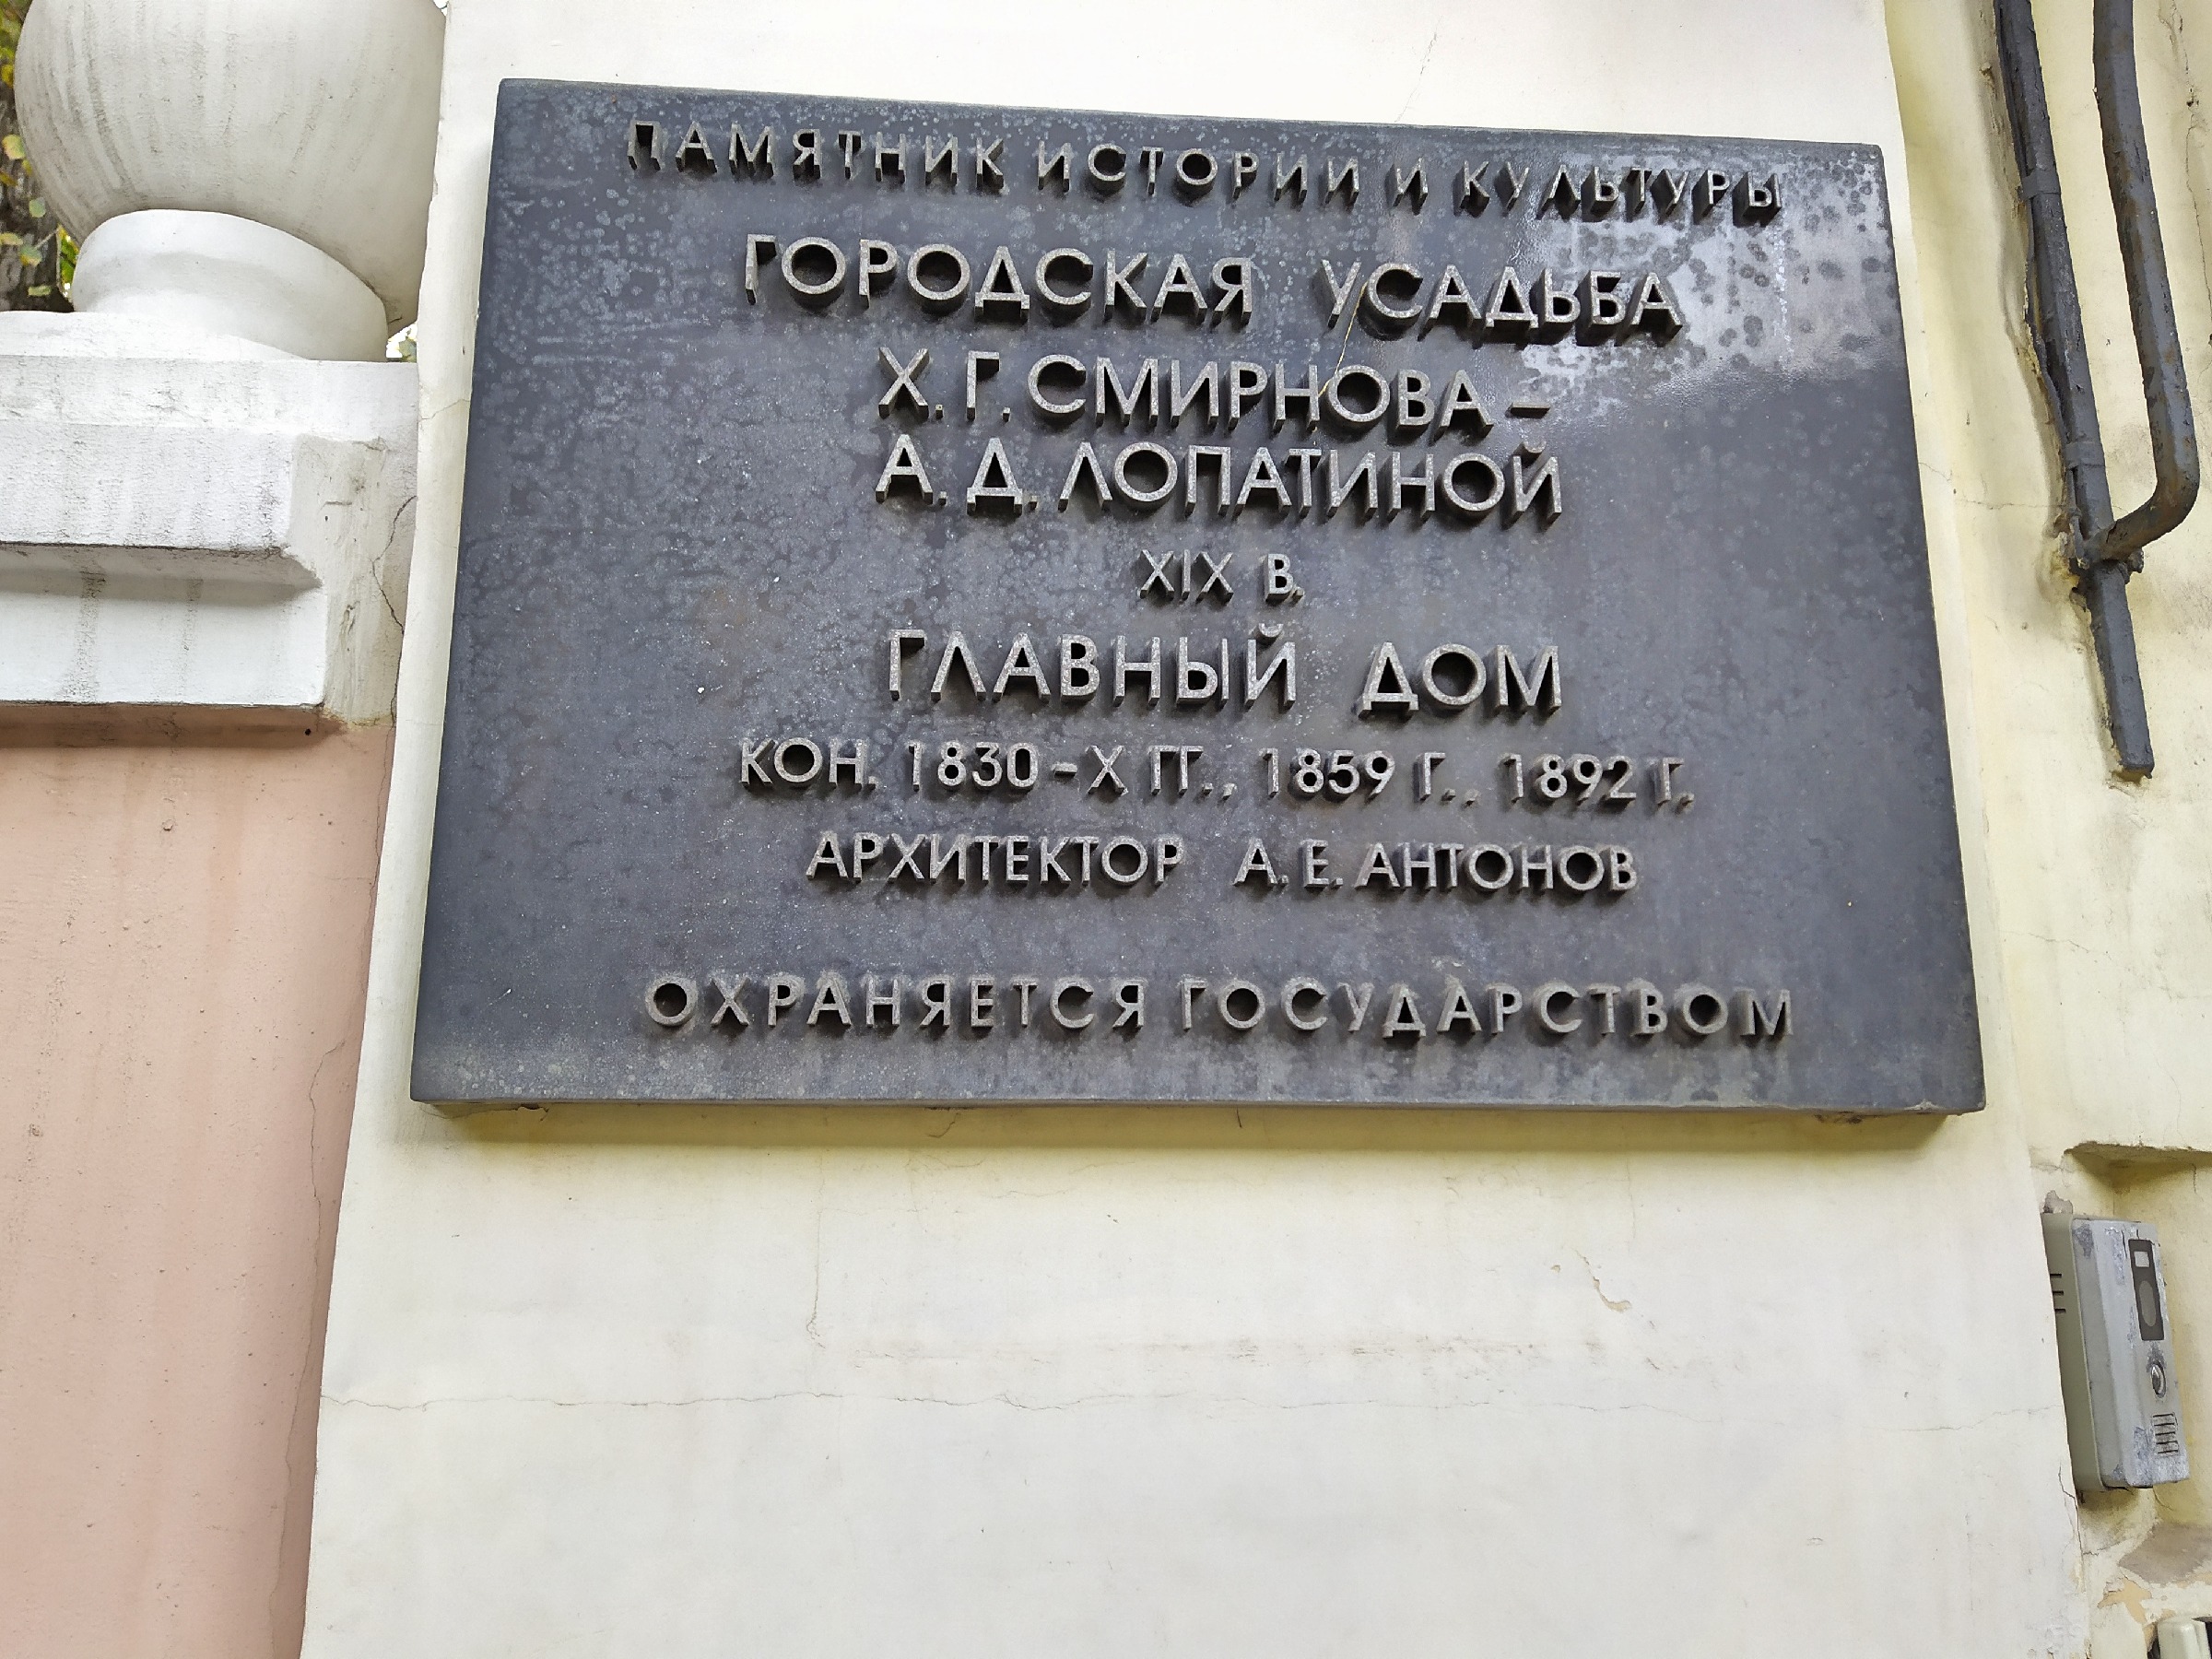 ПАМЯТНИК ИСТОРИИ И КУЛЬТУРЫ
ГОРОДСКАЯ УСАДЬБА
Х. Г. СМИРНОВА –
А. Д. ЛОПАТИНОЙ
XIX В.
ГЛАВНЫЙ ДОМ
КОН. 1830-Х ГГ., 1859 Г., 1892 Г.
АРХИТЕКТОР А. Е. АНТОНОВ
ОХРАНЯЕТСЯ ГОСУДАРСТВОМ